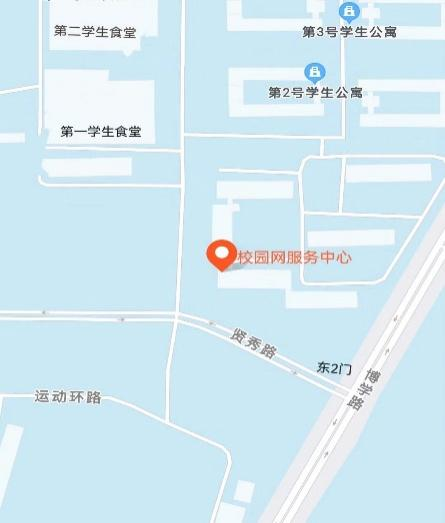 第二学生食堂
第3号学生公寓
第2号学生公寓
第一学生食堂
校园网服务中心
贤秀路
东2门
博学路
运动环路